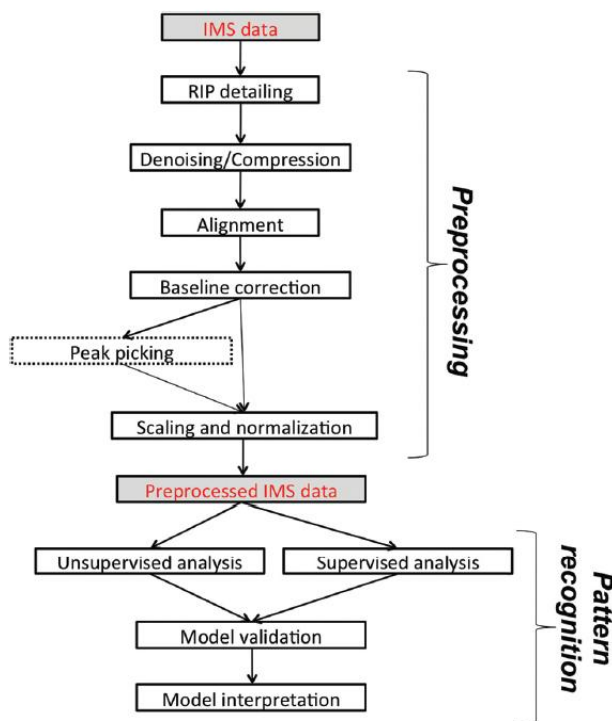 IMS data
RIP detailing
Denoising/Compression
Alignment
Baseline correction
Peak picking
Scaling and normalization
Preprocessing
Preprocessed IMS data
Unsupervised analysis
Supervised analysis
Model validation
Model interpretation
Pattern
recognition